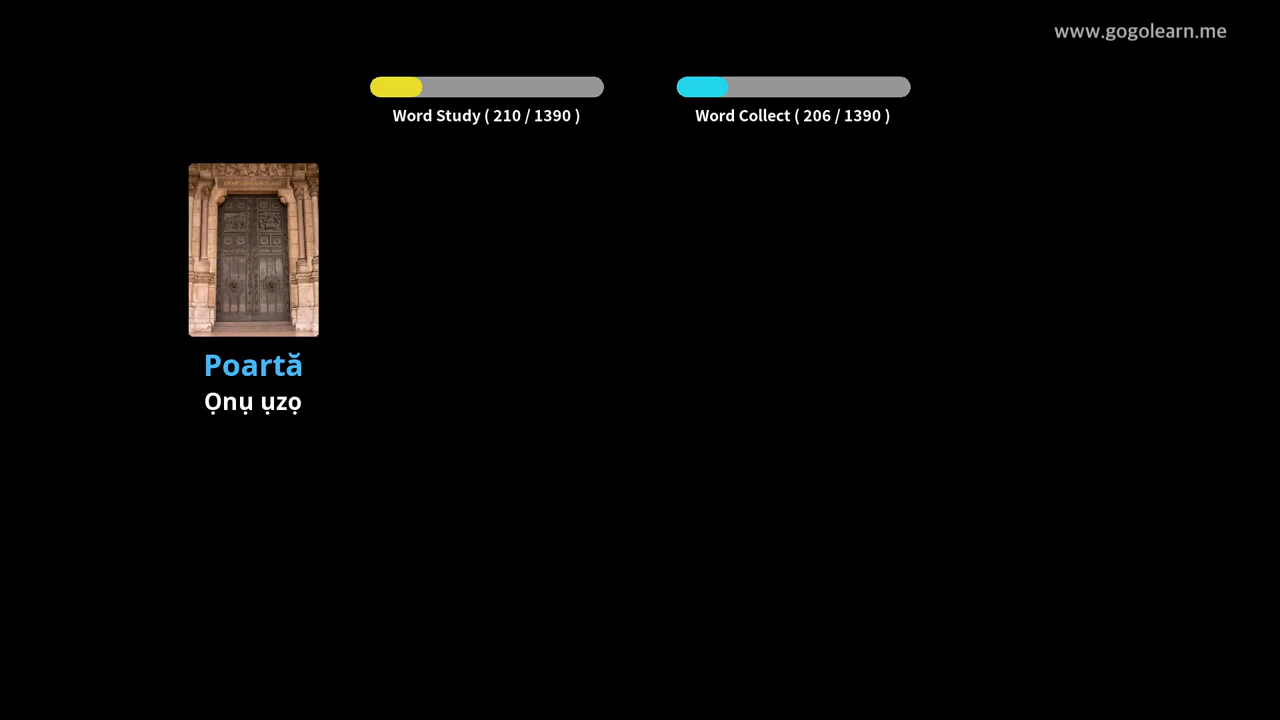 www.gogolearn.me
Word Study ( 210 / 1390 )
Word Collect ( 206 / 1390 )
Poartă
Ọnụ ụzọ